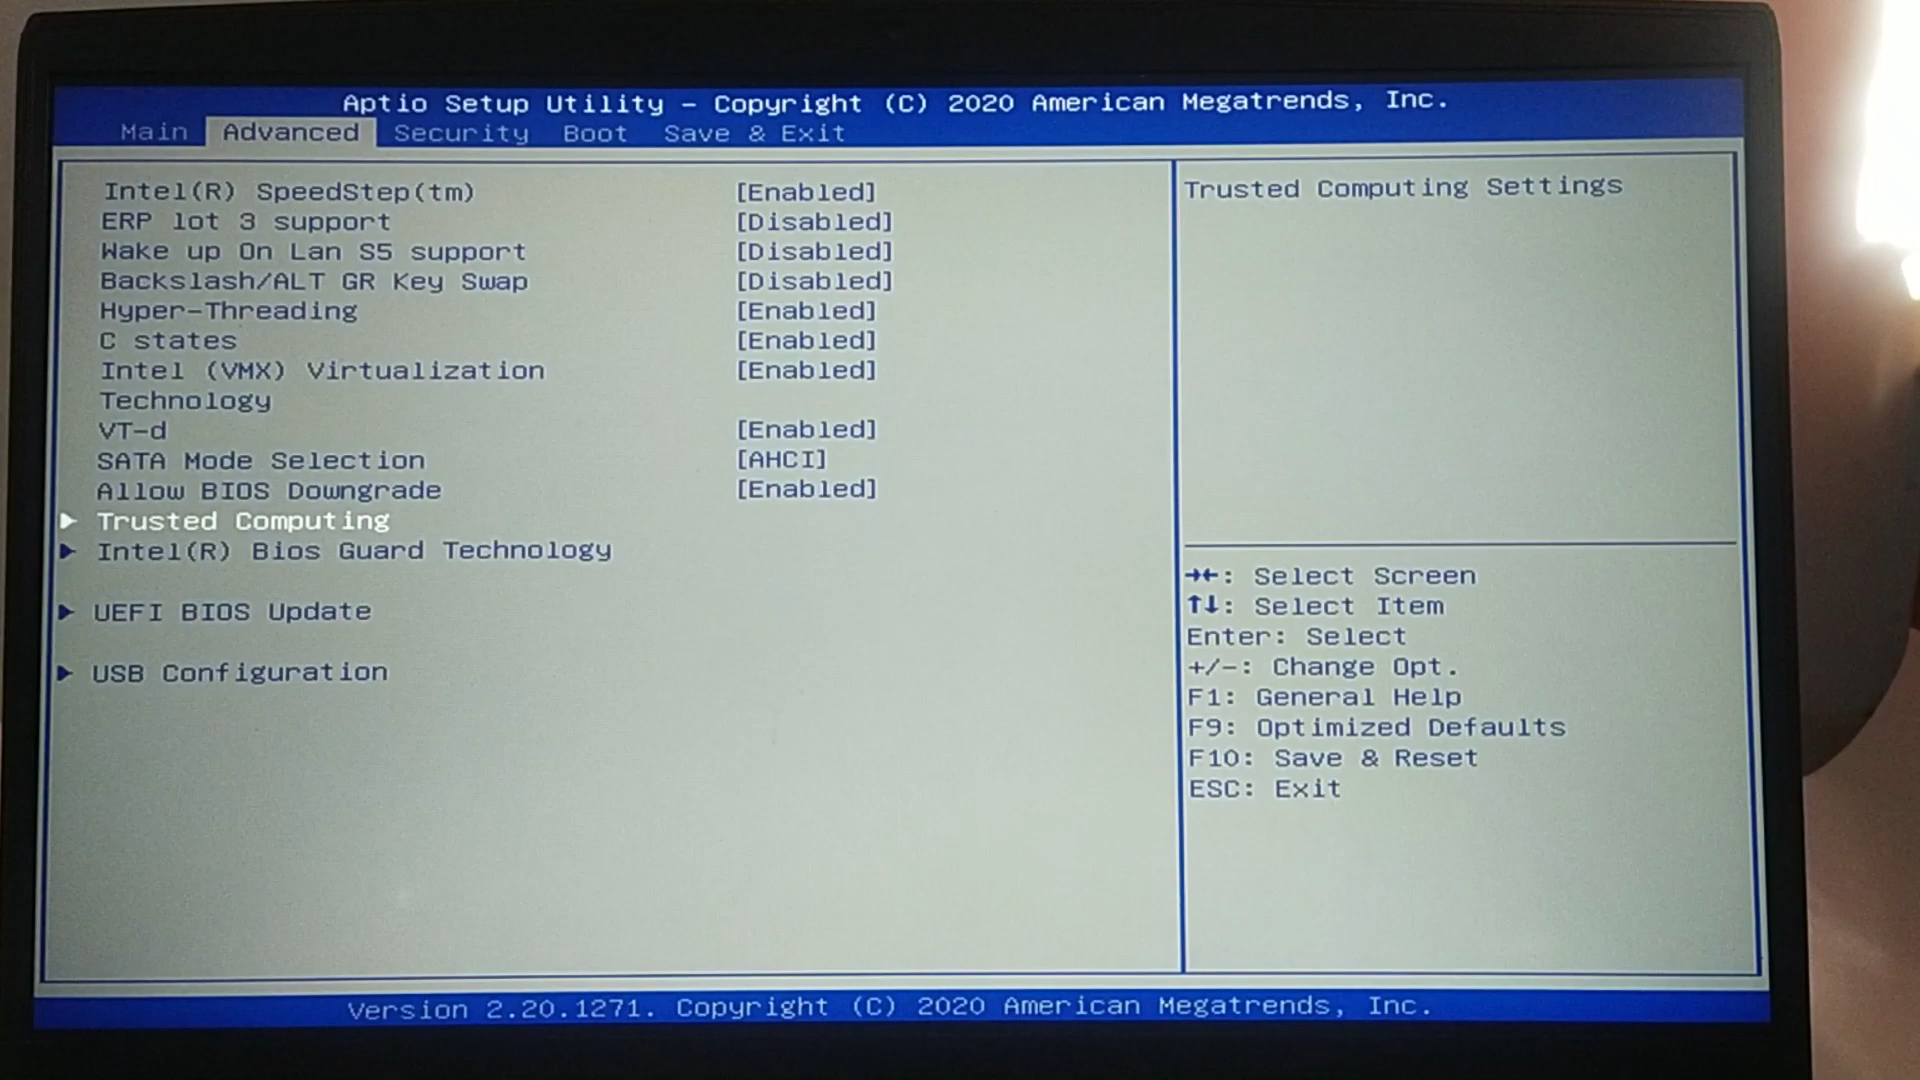 Aptio Setup Utility – Copyright (C) 2020 American Megatrends, Inc.
Main Advanced Security Boot Save & Exit
Intel(R) SpeedStep(tm) [Enabled]
ERP lot 3 support [Disabled]
Wake up On Lan S5 support [Disabled]
Backslash/ALT GR Key Swap [Disabled]
Hyper-Threading [Enabled]
C states [Enabled]
Intel (VMX) Virtualization [Enabled]
Technology
VT-d [Enabled]
SATA Mode Selection [AHCI]
Allow BIOS Downgrade [Enabled]
► Trusted Computing
► Intel(R) Bios Guard Technology
► UEFI BIOS Update
► USB Configuration
Trusted Computing Settings
→←: Select Screen
↑↓: Select Item
Enter: Select
+/-: Change Opt.
F1: General Help
F9: Optimized Defaults
F10: Save & Reset
ESC: Exit
Version 2.20.1271. Copyright (C) 2020 American Megatrends, Inc.